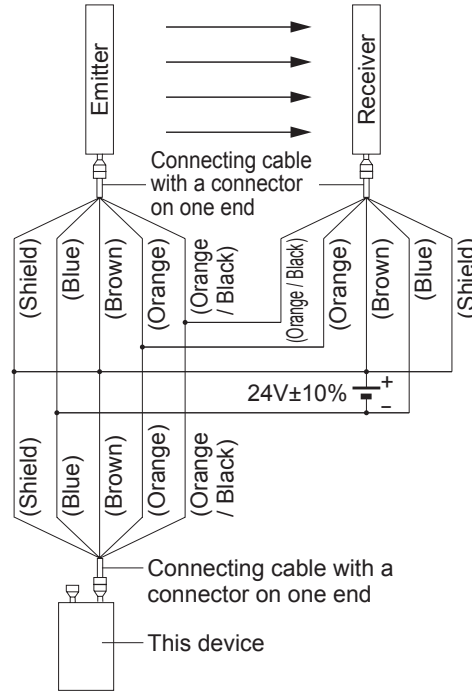 Emitter
Receiver
Connecting cable
with a connector
on one end
(Shield)
(Blue)
(Brown)
(Orange)
(Orange
/ Black)
(Orange / Black)
(Orange)
(Brown)
(Blue)
(Shield)
24V±10%
+
−
(Shield)
(Blue)
(Brown)
(Orange)
(Orange
/ Black)
Connecting cable with a
connector on one end
This device